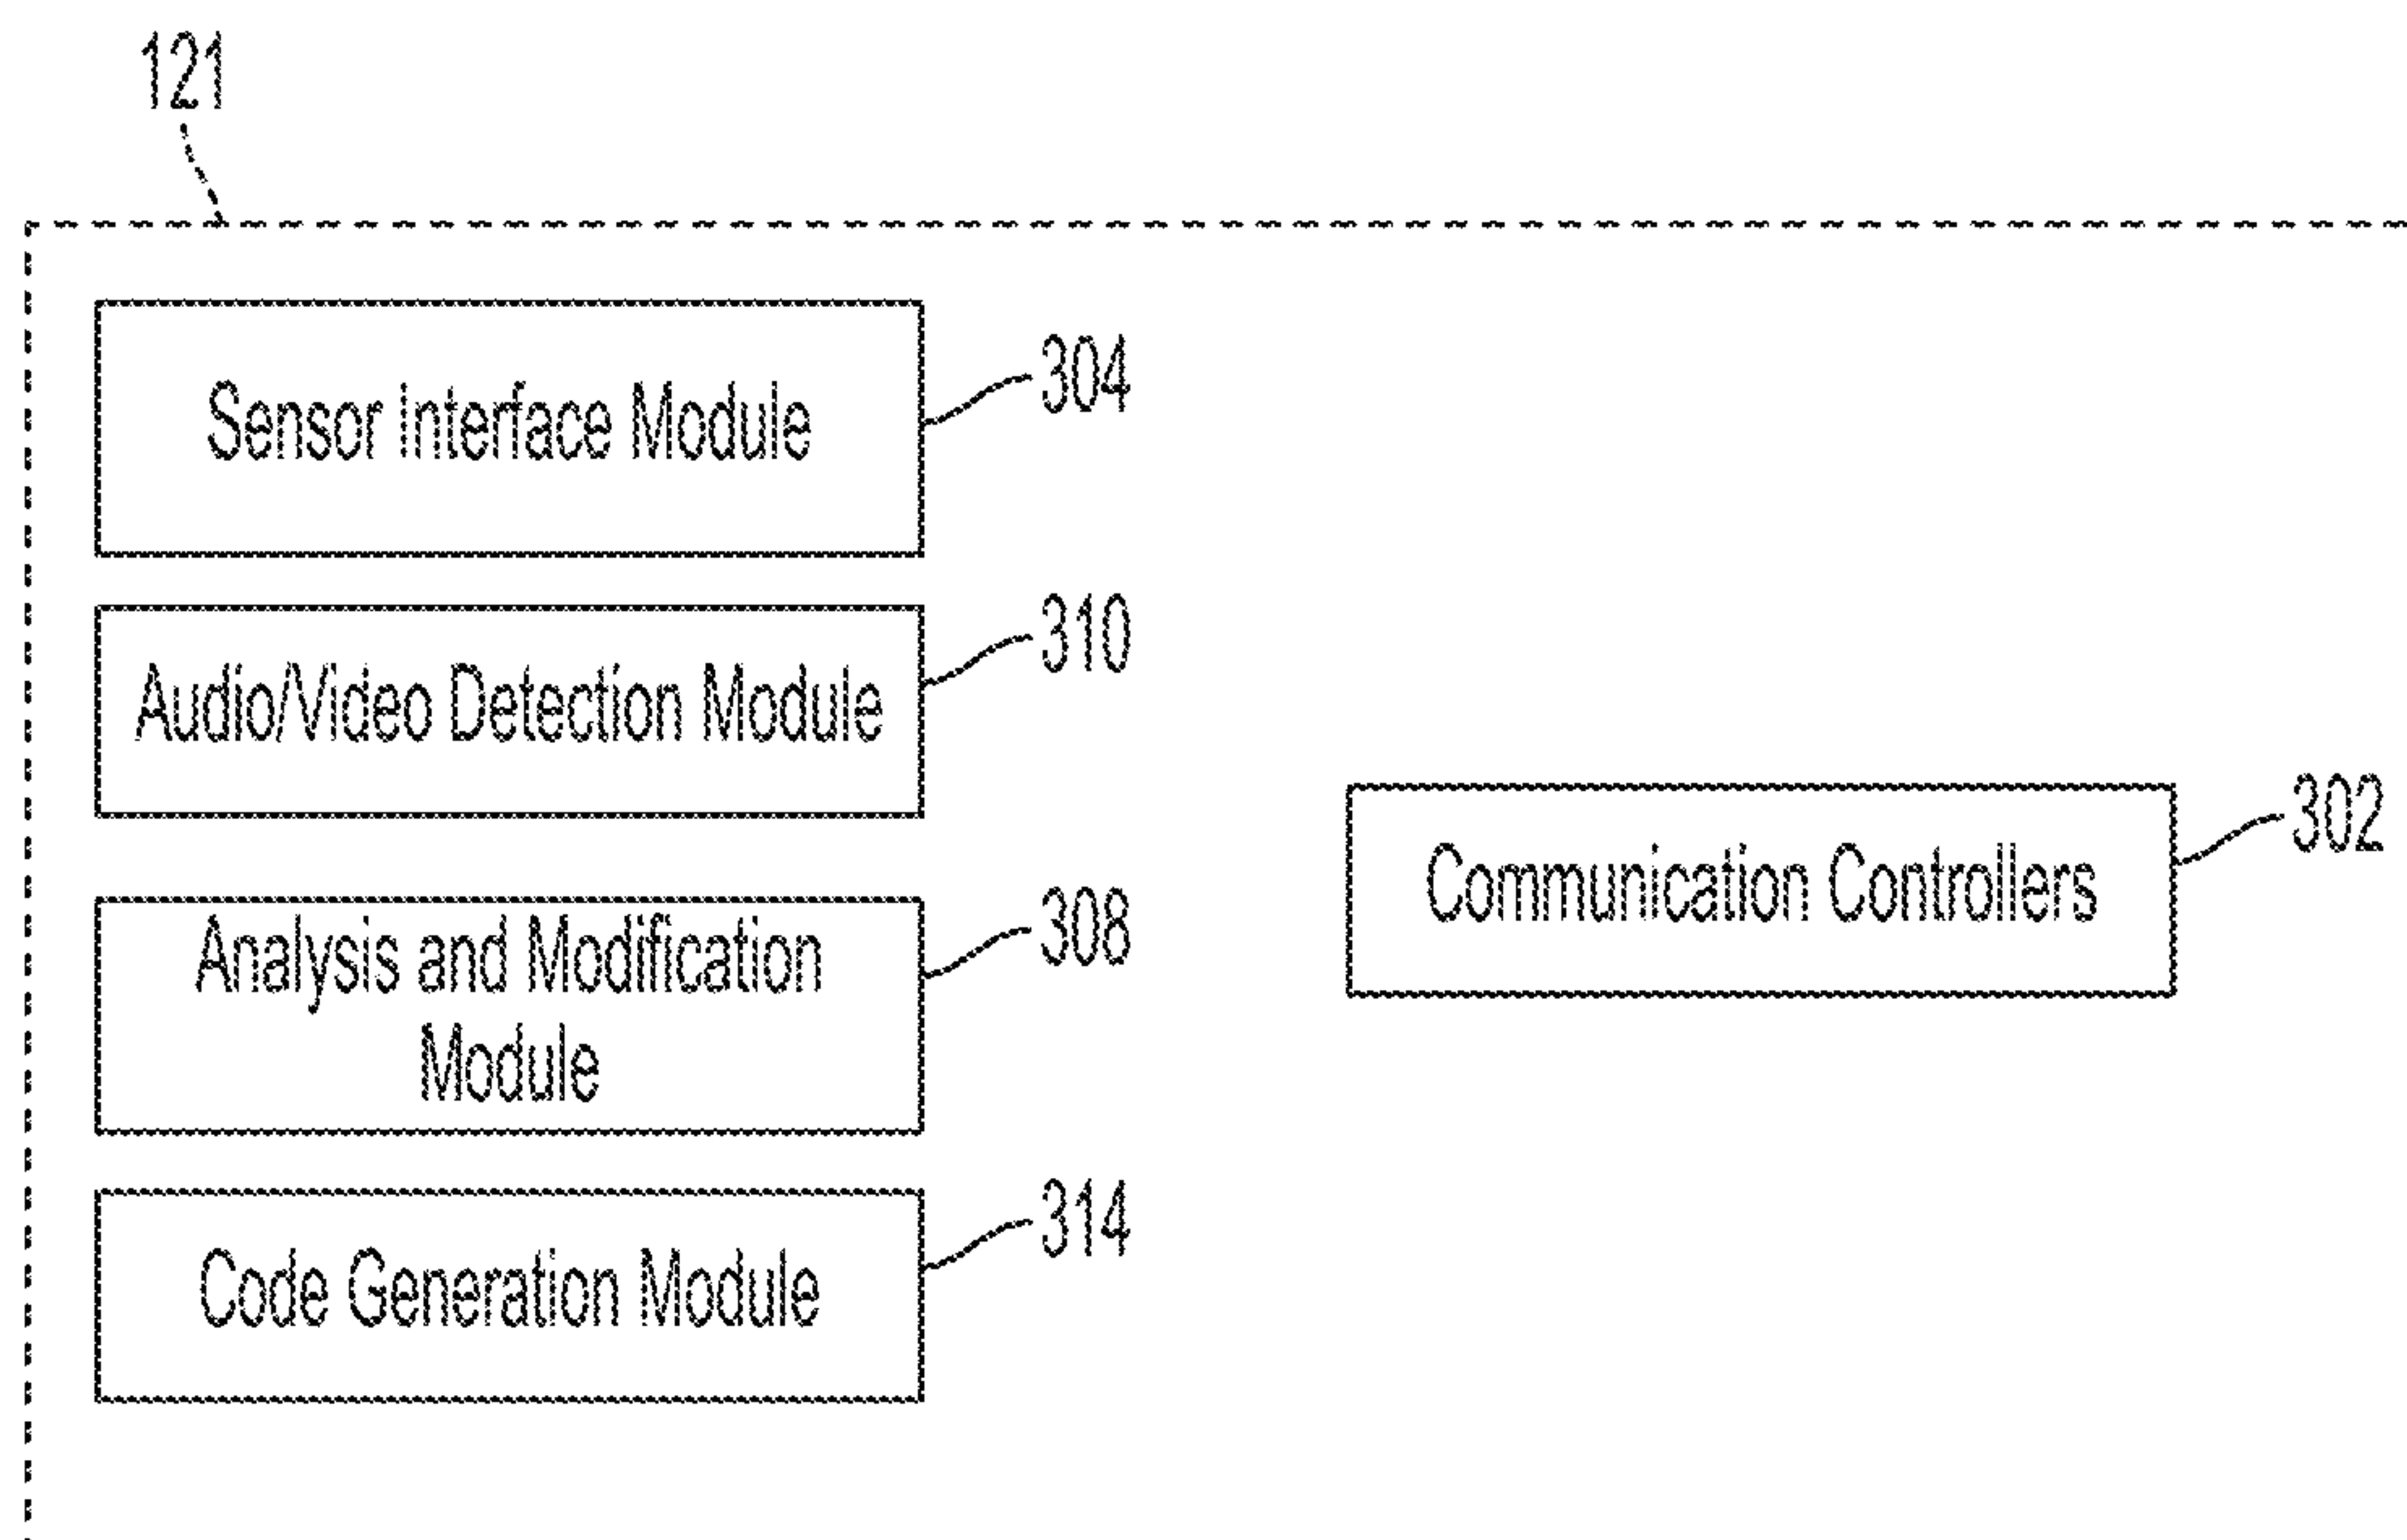 121
Sensor Interface Module
304
Audio/Video Detection Module
310
Analysis and Modification
Module
308
Code Generation Module
314
Communication Controllers
302